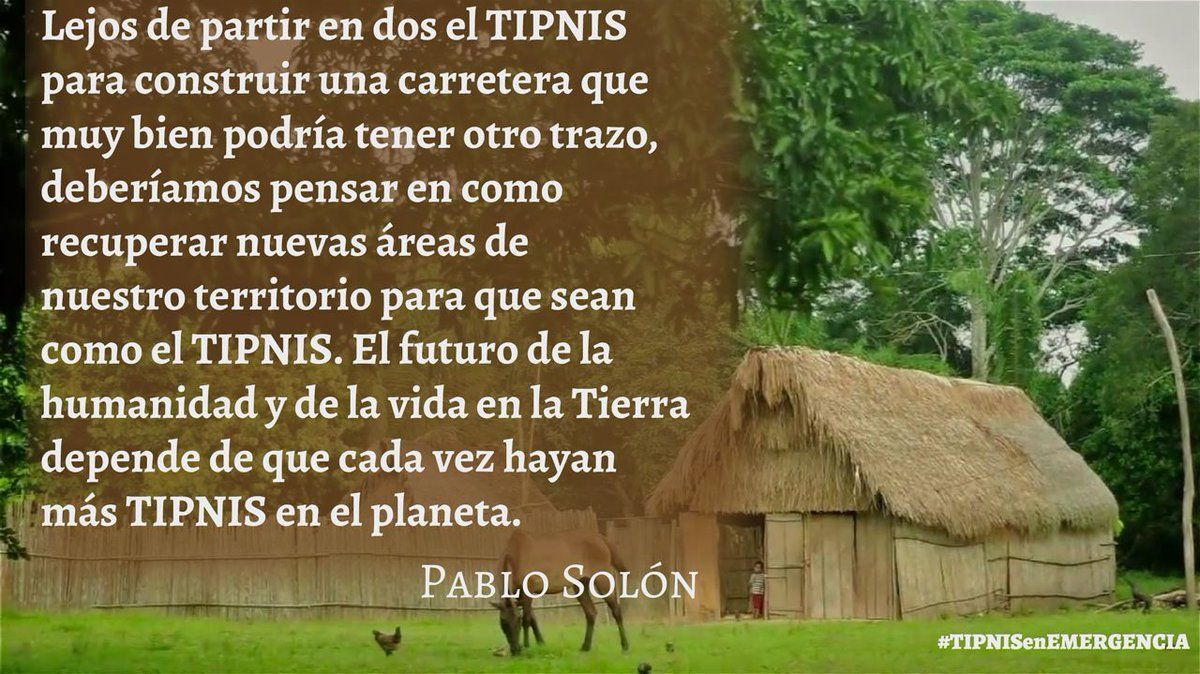 Lejos de partir en dos el TIPNIS
para construir una carretera que
muy bien podría tener otro trazo,
deberíamos pensar en como
recuperar nuevas áreas de
nuestro territorio para que sean
como el TIPNIS. El futuro de la
humanidad y de la vida en la Tierra
depende de que cada vez hayan
más TIPNIS en el planeta.
Pablo Solón
#TIPNISenEMERGENCIA